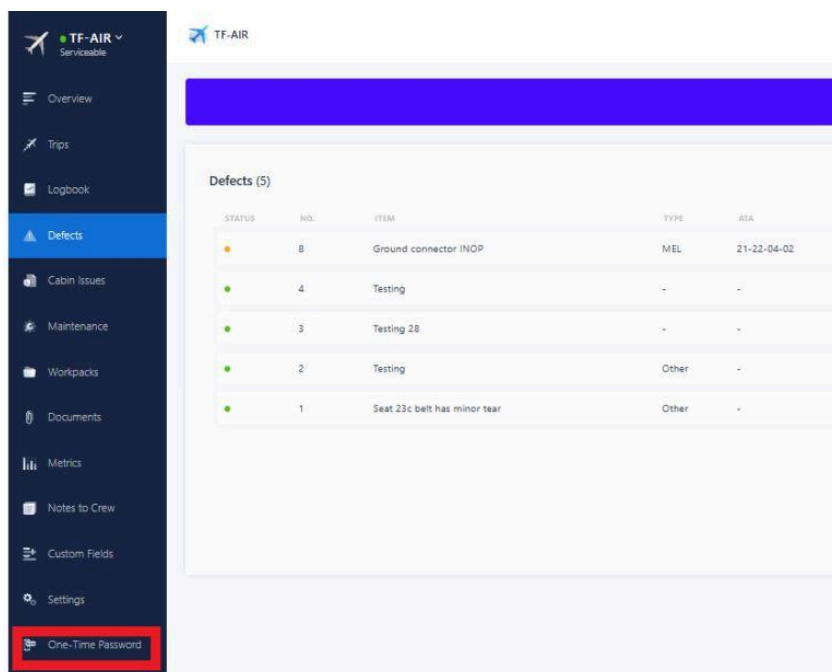 TF-AIR
Serviceable
Overview
Trips
Logbook
Defects
Cabin Issues
Maintenance
Workpacks
Documents
Metrics
Notes to Crew
Custom Fields
Settings
One-Time Password
TF-AIR
Defects (5)
STATUS NO. ITEM TYPE ATA
8 Ground connector INOP MEL 21-22-04-02
4 Testing - -
3 Testing 28 - -
2 Testing Other -
1 Seat 23c belt has minor tear Other -